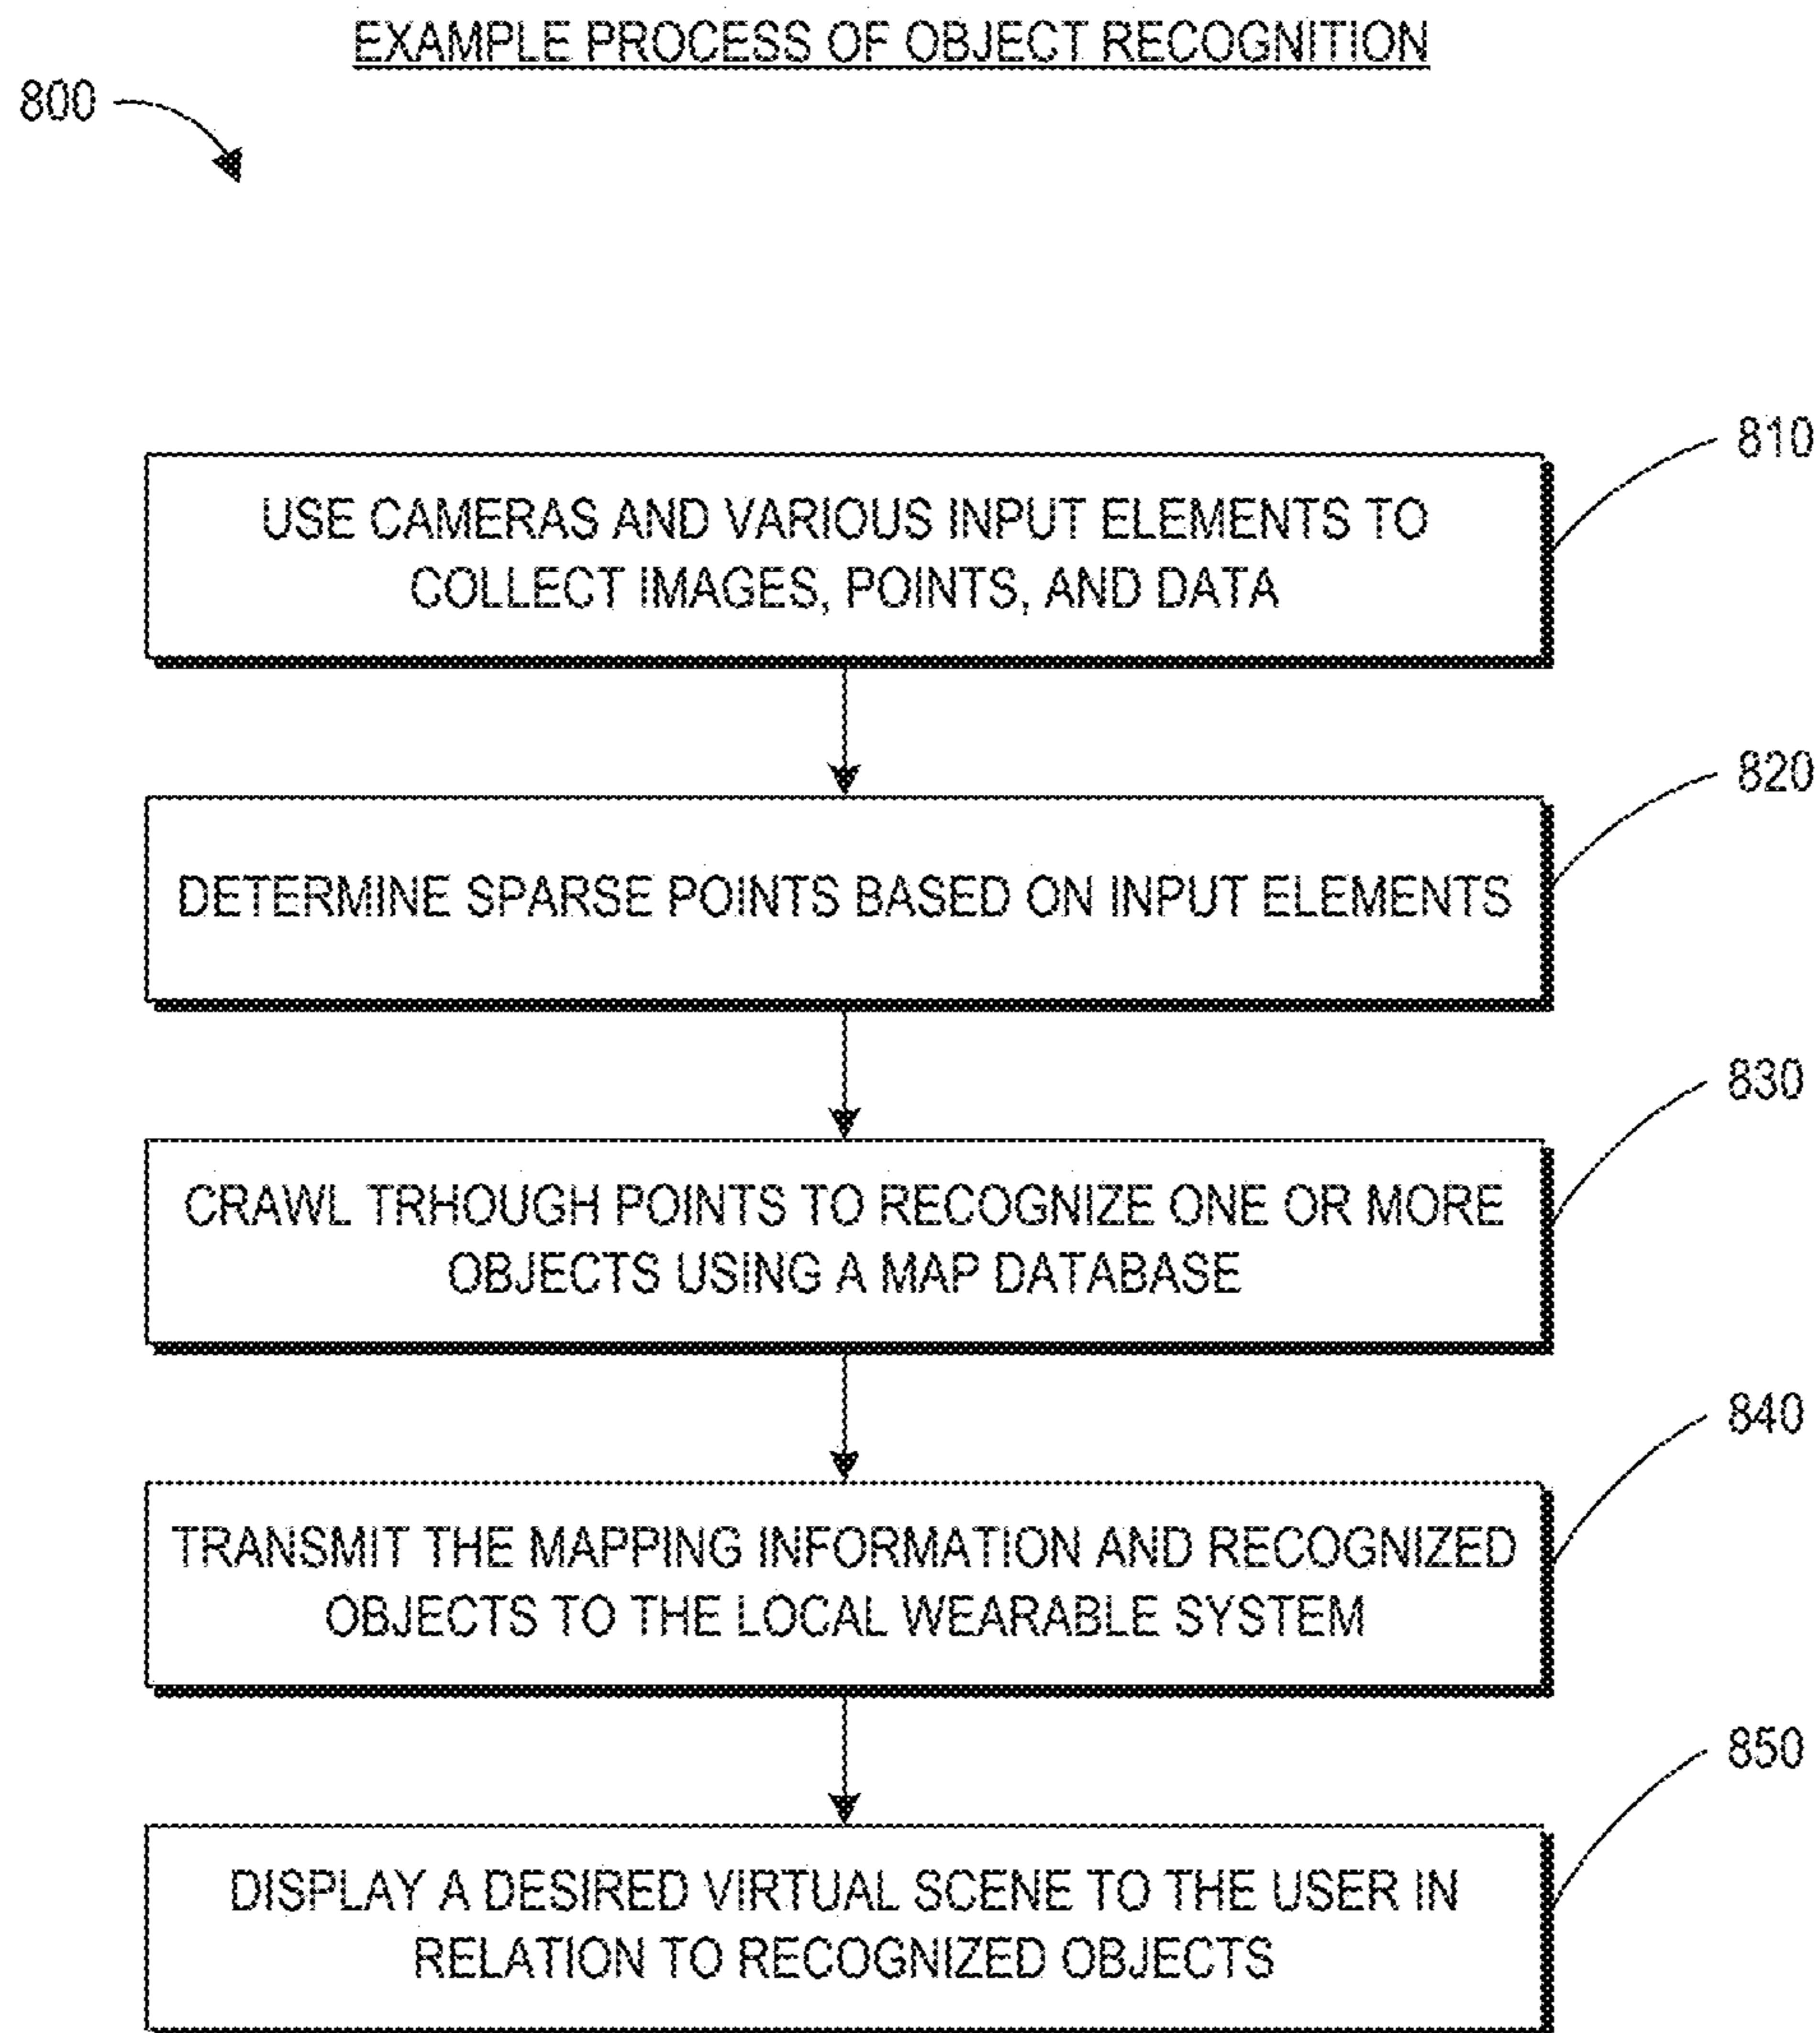 EXAMPLE PROCESS OF OBJECT RECOGNITION
800
810
USE CAMERAS AND VARIOUS INPUT ELEMENTS TO
COLLECT IMAGES, POINTS, AND DATA
820
DETERMINE SPARSE POINTS BASED ON INPUT ELEMENTS
830
CRAWL TRHOUGH POINTS TO RECOGNIZE ONE OR MORE
OBJECTS USING A MAP DATABASE
840
TRANSMIT THE MAPPING INFORMATION AND RECOGNIZED
OBJECTS TO THE LOCAL WEARABLE SYSTEM
850
DISPLAY A DESIRED VIRTUAL SCENE TO THE USER IN
RELATION TO RECOGNIZED OBJECTS